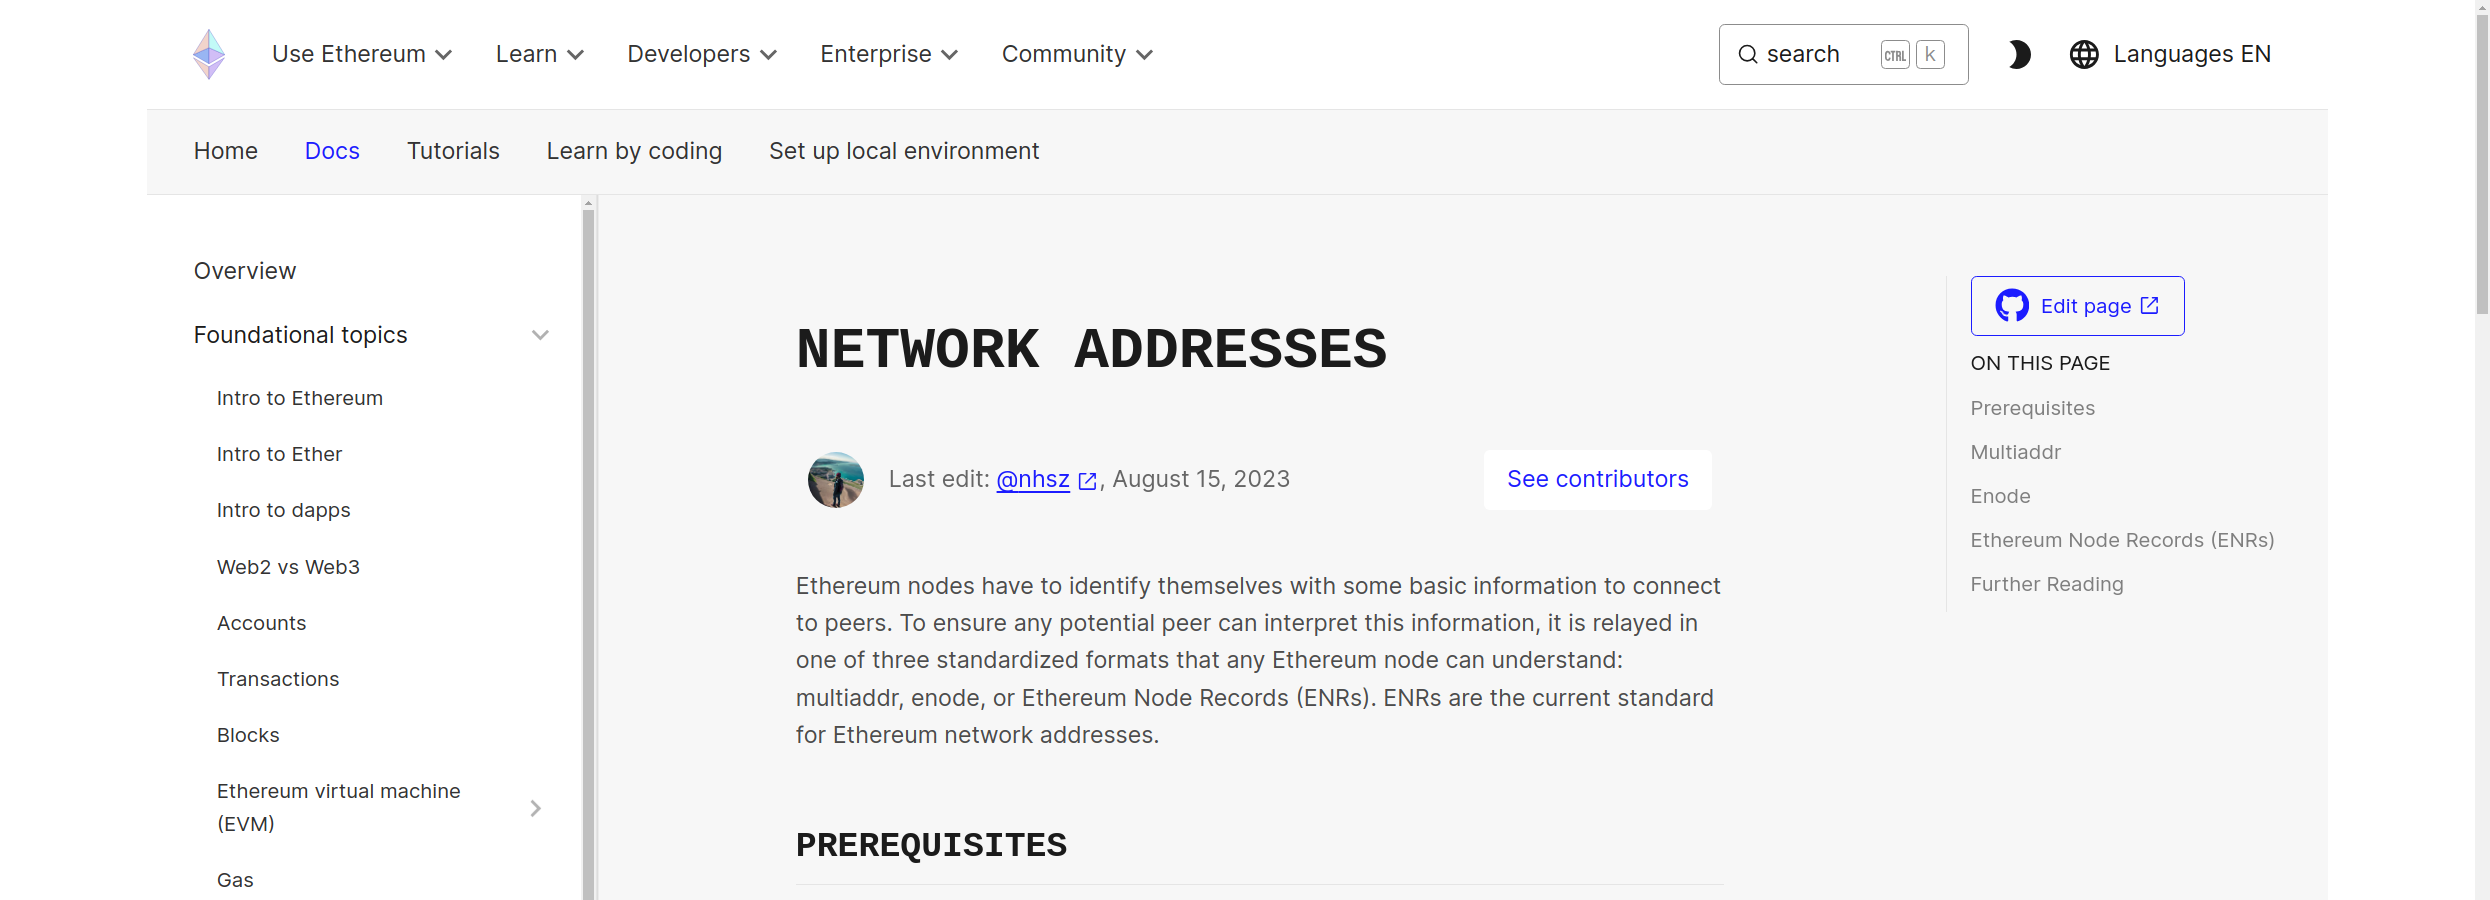 Use Ethereum Learn Developers Enterprise Community search CTRL k Languages EN
Home Docs Tutorials Learn by coding Set up local environment
Overview
Foundational topics
Intro to Ethereum
Intro to Ether
Intro to dapps
Web2 vs Web3
Accounts
Transactions
Blocks
Ethereum virtual machine
(EVM)
Gas
NETWORK ADDRESSES
Last edit: @nhsz , August 15, 2023
See contributors
Ethereum nodes have to identify themselves with some basic information to connect
to peers. To ensure any potential peer can interpret this information, it is relayed in
one of three standardized formats that any Ethereum node can understand:
multiaddr, enode, or Ethereum Node Records (ENRs). ENRs are the current standard
for Ethereum network addresses.
PREREQUISITES
Edit page
ON THIS PAGE
Prerequisites
Multiaddr
Enode
Ethereum Node Records (ENRs)
Further Reading